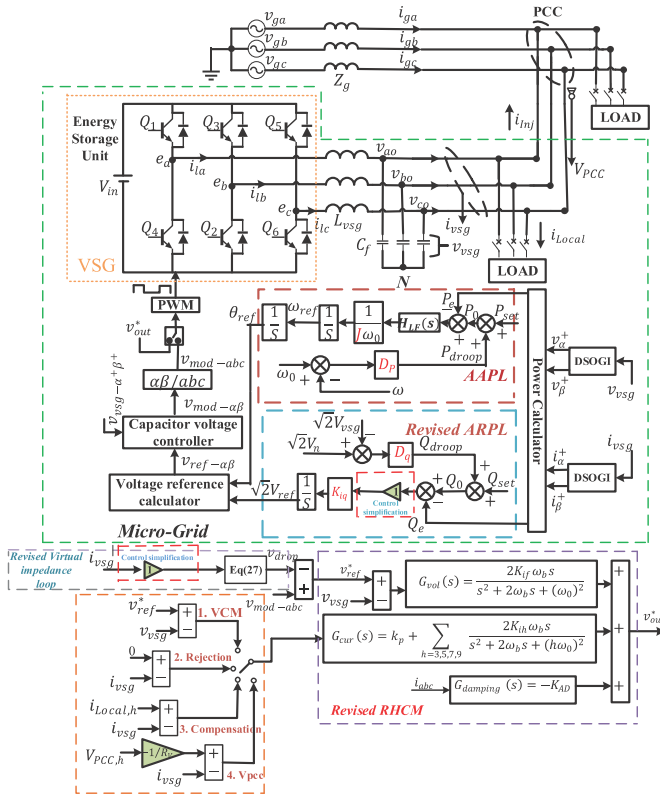 v_ga
i_ga
PCC
v_gb
i_gb
v_gc
i_gc
Z_g
LOAD
i_Inj
V_PCC
Energy
Storage
Unit
V_in
Q_1
Q_3
Q_5
e_a
i_la
e_b
i_lb
e_c
i_lc
L_vsg
Q_4
Q_2
Q_6
VSG
v_ao
v_bo
v_co
i_vsg
C_f
v_vsg
N
i_Local
LOAD
PWM
v*_out
v_mod-abc
αβ/abc
v_mod-αβ
v_vsg-α⁺β⁺
Capacitor voltage
controller
v_ref-αβ
Voltage reference
calculator
Micro-Grid
θ_ref
1/S
ω_ref
1/S
1/Jω_0
H_LF(s)
P_e
P_0
P_set
- + + +
P_droop
ω_0
+ -
D_P
ω
AAPL
Power Calculator
v_α⁺
v_β⁺
DSOGI
v_vsg
i_α⁺
i_β⁺
DSOGI
i_vsg
Revised ARPL
√2V_vsg
√2V_n
- +
D_q
Q_droop
√2V_ref
1/S
K_iq
1
Control
simplification
Q_0
Q_set
Q_e
+ - + +
Revised Virtual
impedance
loop
i_vsg
Control simplification
1
Eq(27)
v_drop
v_mod-abc
- +
v*_ref
v_vsg
+ -
G_vol(s) = 2K_if ω_b s / (s² + 2ω_b s + (ω_0)²)
G_cur(s) = k_p + ∑_{h=3,5,7,9} 2K_ih ω_b s / (s² + 2ω_b s + (hω_0)²)
i_abc
G_damping (s) = −K_AD
+ + +
v*_out
Revised RHCM
v*_ref
v_vsg
+ -
1. VCM
0
i_vsg
+ -
2. Rejection
i_Local,h
i_vsg
+ -
3. Compensation
V_PCC,h
-1/R_v
i_vsg
+ -
4. Vpcc